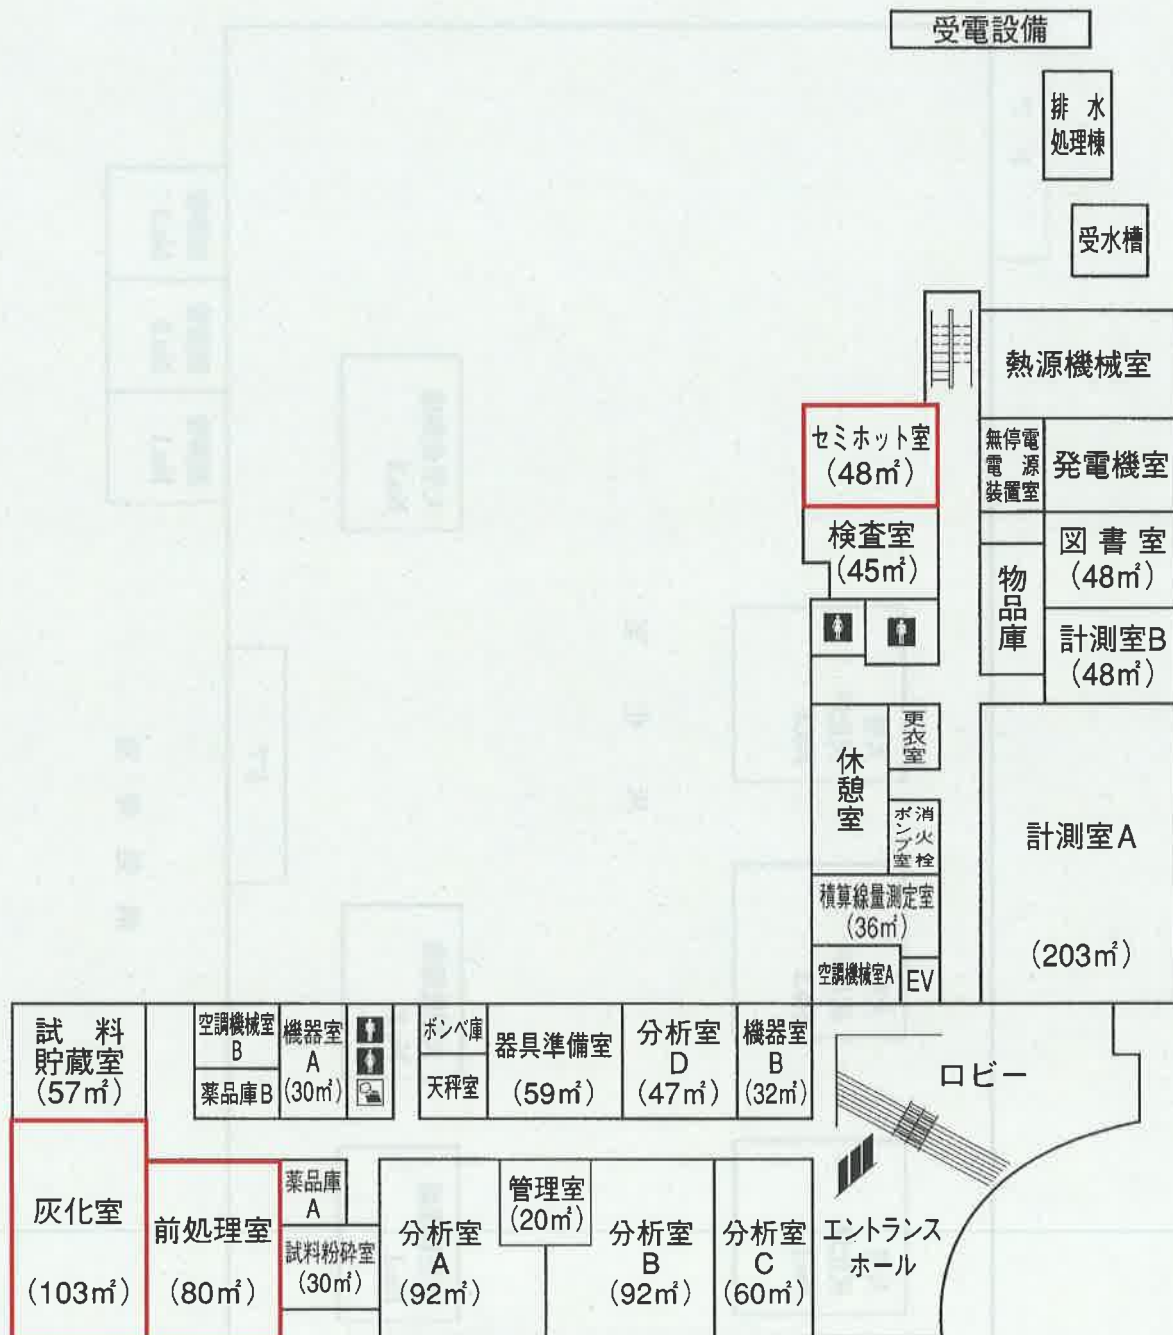 受電設備
排 水
処理棟
受水槽
熱源機械室
セミホット室
(48㎡)
無停電
電 源
装置室
発電機室
検査室
(45㎡)
図 書 室
(48㎡)
物品庫
計測室B
(48㎡)
更衣室
休憩室
消火栓
ポンプ室
計測室A
(203㎡)
積算線量測定室
(36㎡)
空調機械室A
EV
試 料
貯蔵室
(57㎡)
空調機械室
B
薬品庫B
機器室
A
(30㎡)
ボンベ庫
天秤室
器具準備室
(59㎡)
分析室
D
(47㎡)
機器室
B
(32㎡)
ロビー
灰化室
(103㎡)
前処理室
(80㎡)
薬品庫
A
試料粉砕室
(30㎡)
分析室
A
(92㎡)
管理室
(20㎡)
分析室
B
(92㎡)
分析室
C
(60㎡)
エントランス
ホール